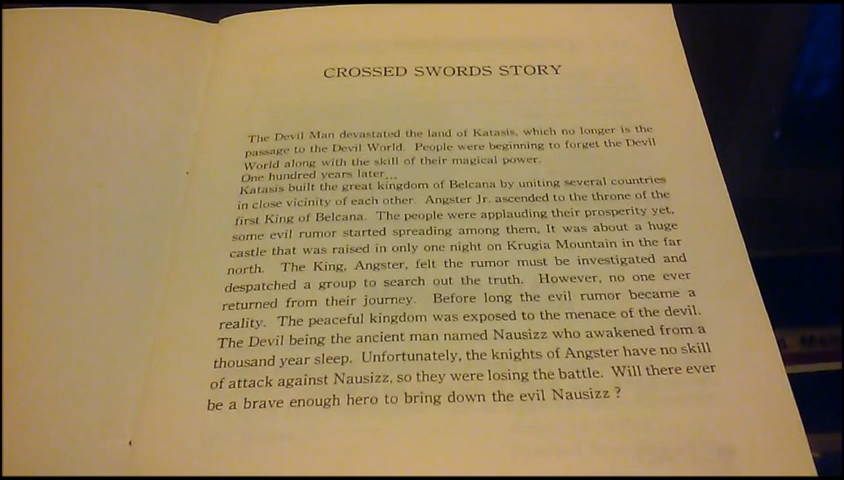 CROSSED SWORDS STORY
The Devil Man devastated the land of Katasis, which no longer is the
passage to the Devil World. People were beginning to forget the Devil
World along with the skill of their magical power.
One hundred years later...
Katasis built the great kingdom of Belcana by uniting several countries
in close vicinity of each other. Angster Jr. ascended to the throne of the
first King of Belcana. The people were applauding their prosperity yet,
some evil rumor started spreading among them, It was about a huge
castle that was raised in only one night on Krugia Mountain in the far
north. The King, Angster, felt the rumor must be investigated and
despatched a group to search out the truth. However, no one ever
returned from their journey. Before long the evil rumor became a
reality. The peaceful kingdom was exposed to the menace of the devil.
The Devil being the ancient man named Nausizz who awakened from a
thousand year sleep. Unfortunately, the knights of Angster have no skill
of attack against Nausizz, so they were losing the battle. Will there ever
be a brave enough hero to bring down the evil Nausizz ?